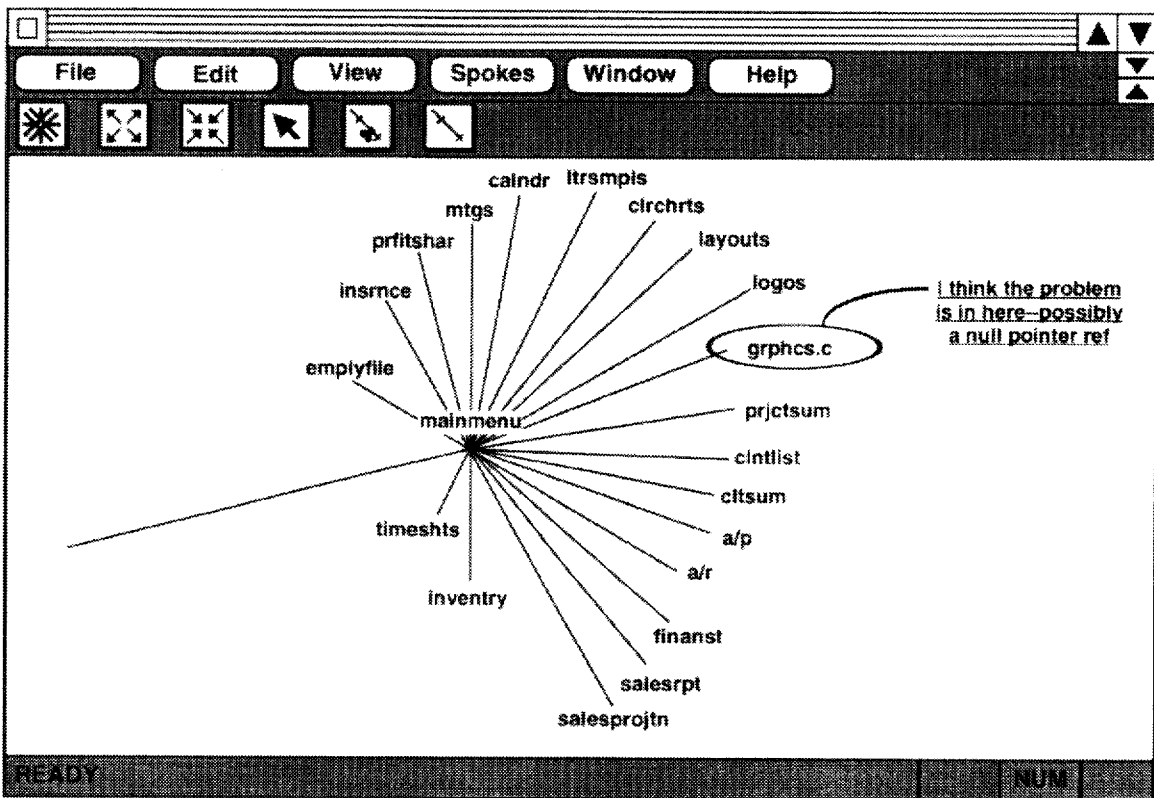 File Edit View Spokes Window Help
calndr
ltrsmpls
mtgs
clrchrts
prfitshar
layouts
insrnce
logos
I think the problem
is in here–possibly
a null pointer ref
grphcs.c
emplyfile
mainmenu
prjctsum
clntlist
cltsum
timeshts
a/p
a/r
inventry
finanst
salesrpt
salesprojtn
READY NUM